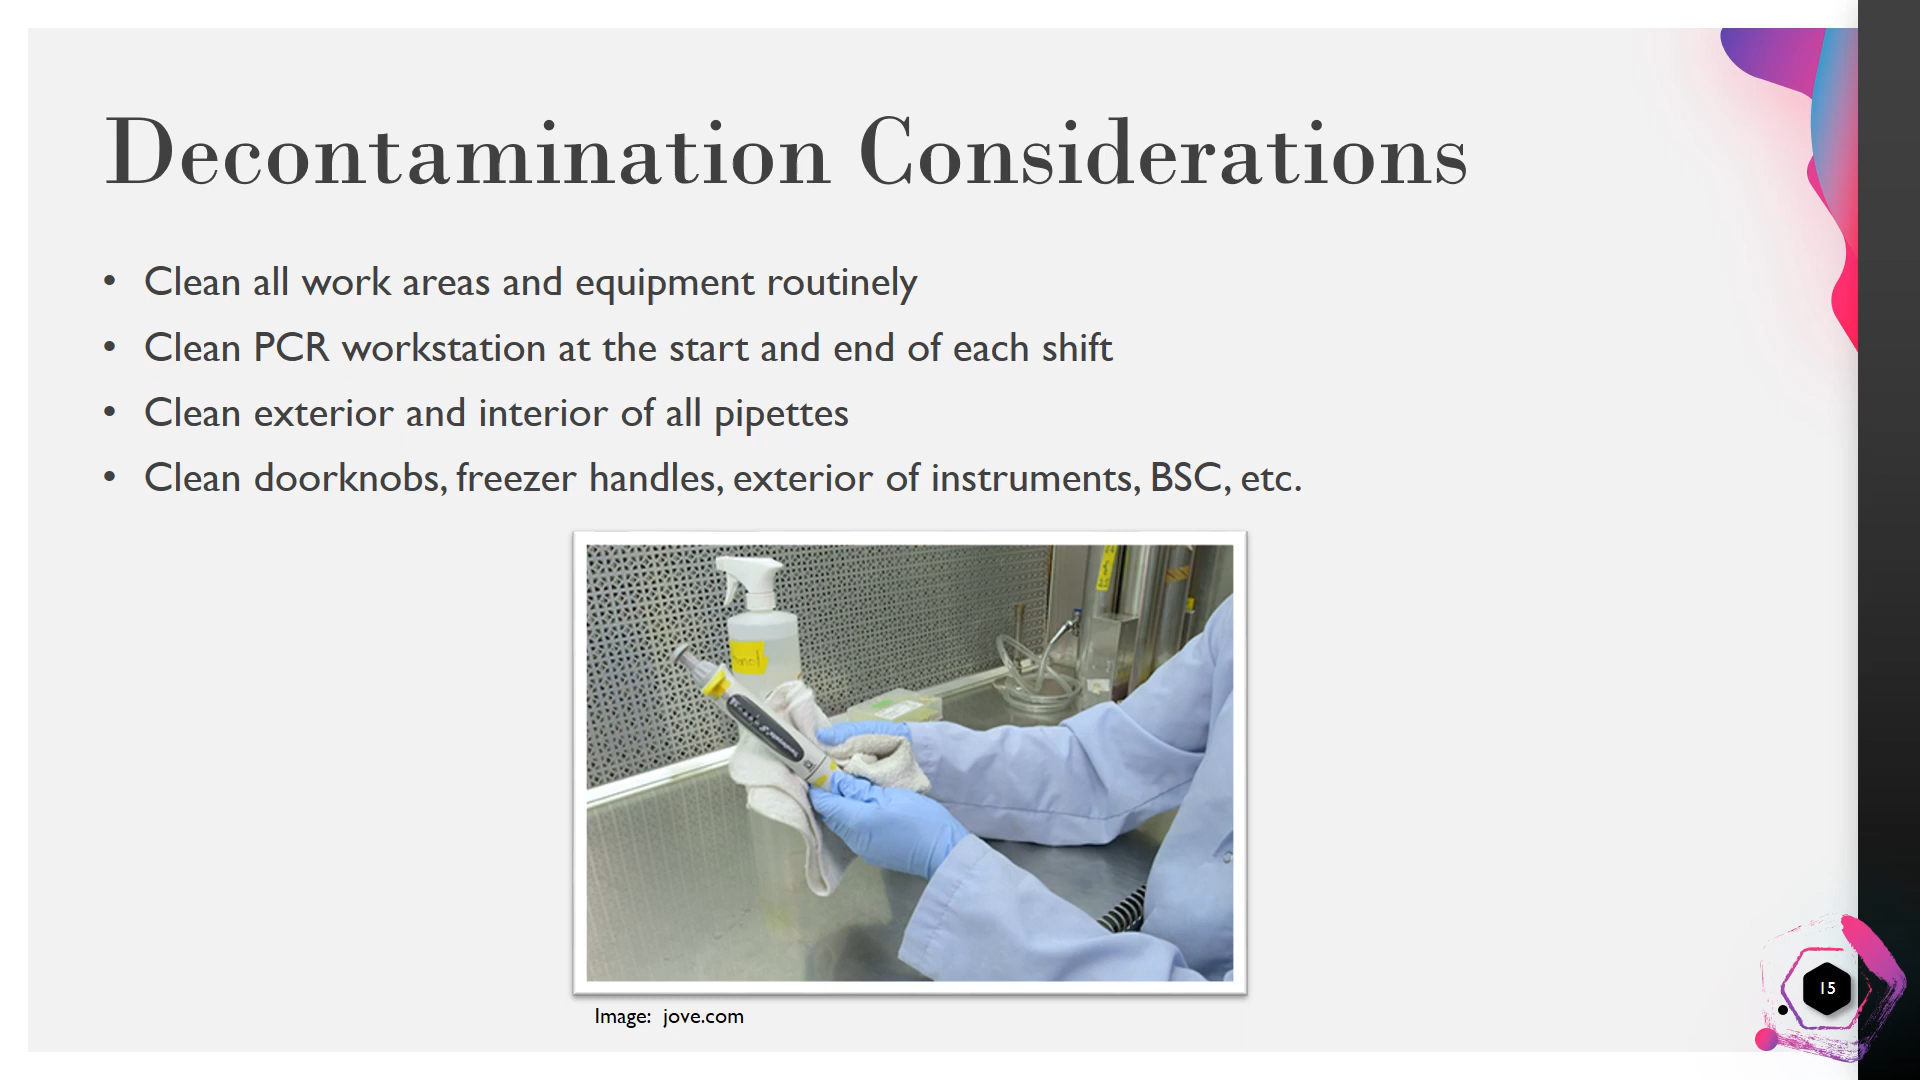 Decontamination Considerations
• Clean all work areas and equipment routinely
• Clean PCR workstation at the start and end of each shift
• Clean exterior and interior of all pipettes
• Clean doorknobs, freezer handles, exterior of instruments, BSC, etc.
Image: jove.com
15